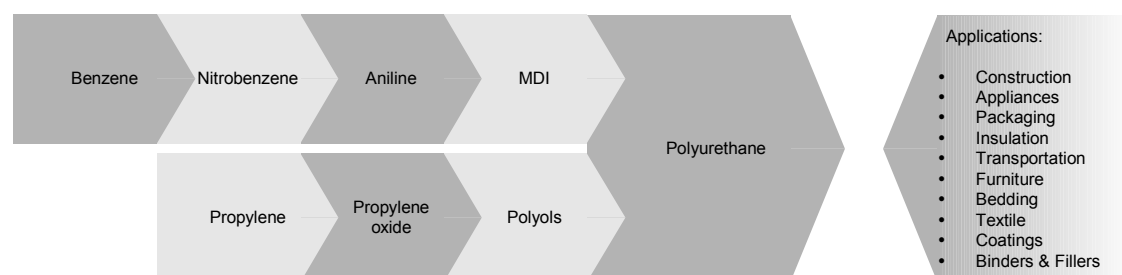 Benzene
Nitrobenzene
Aniline
MDI
Propylene
Propylene
oxide
Polyols
Polyurethane
Applications:
• Construction
• Appliances
• Packaging
• Insulation
• Transportation
• Furniture
• Bedding
• Textile
• Coatings
• Binders & Fillers